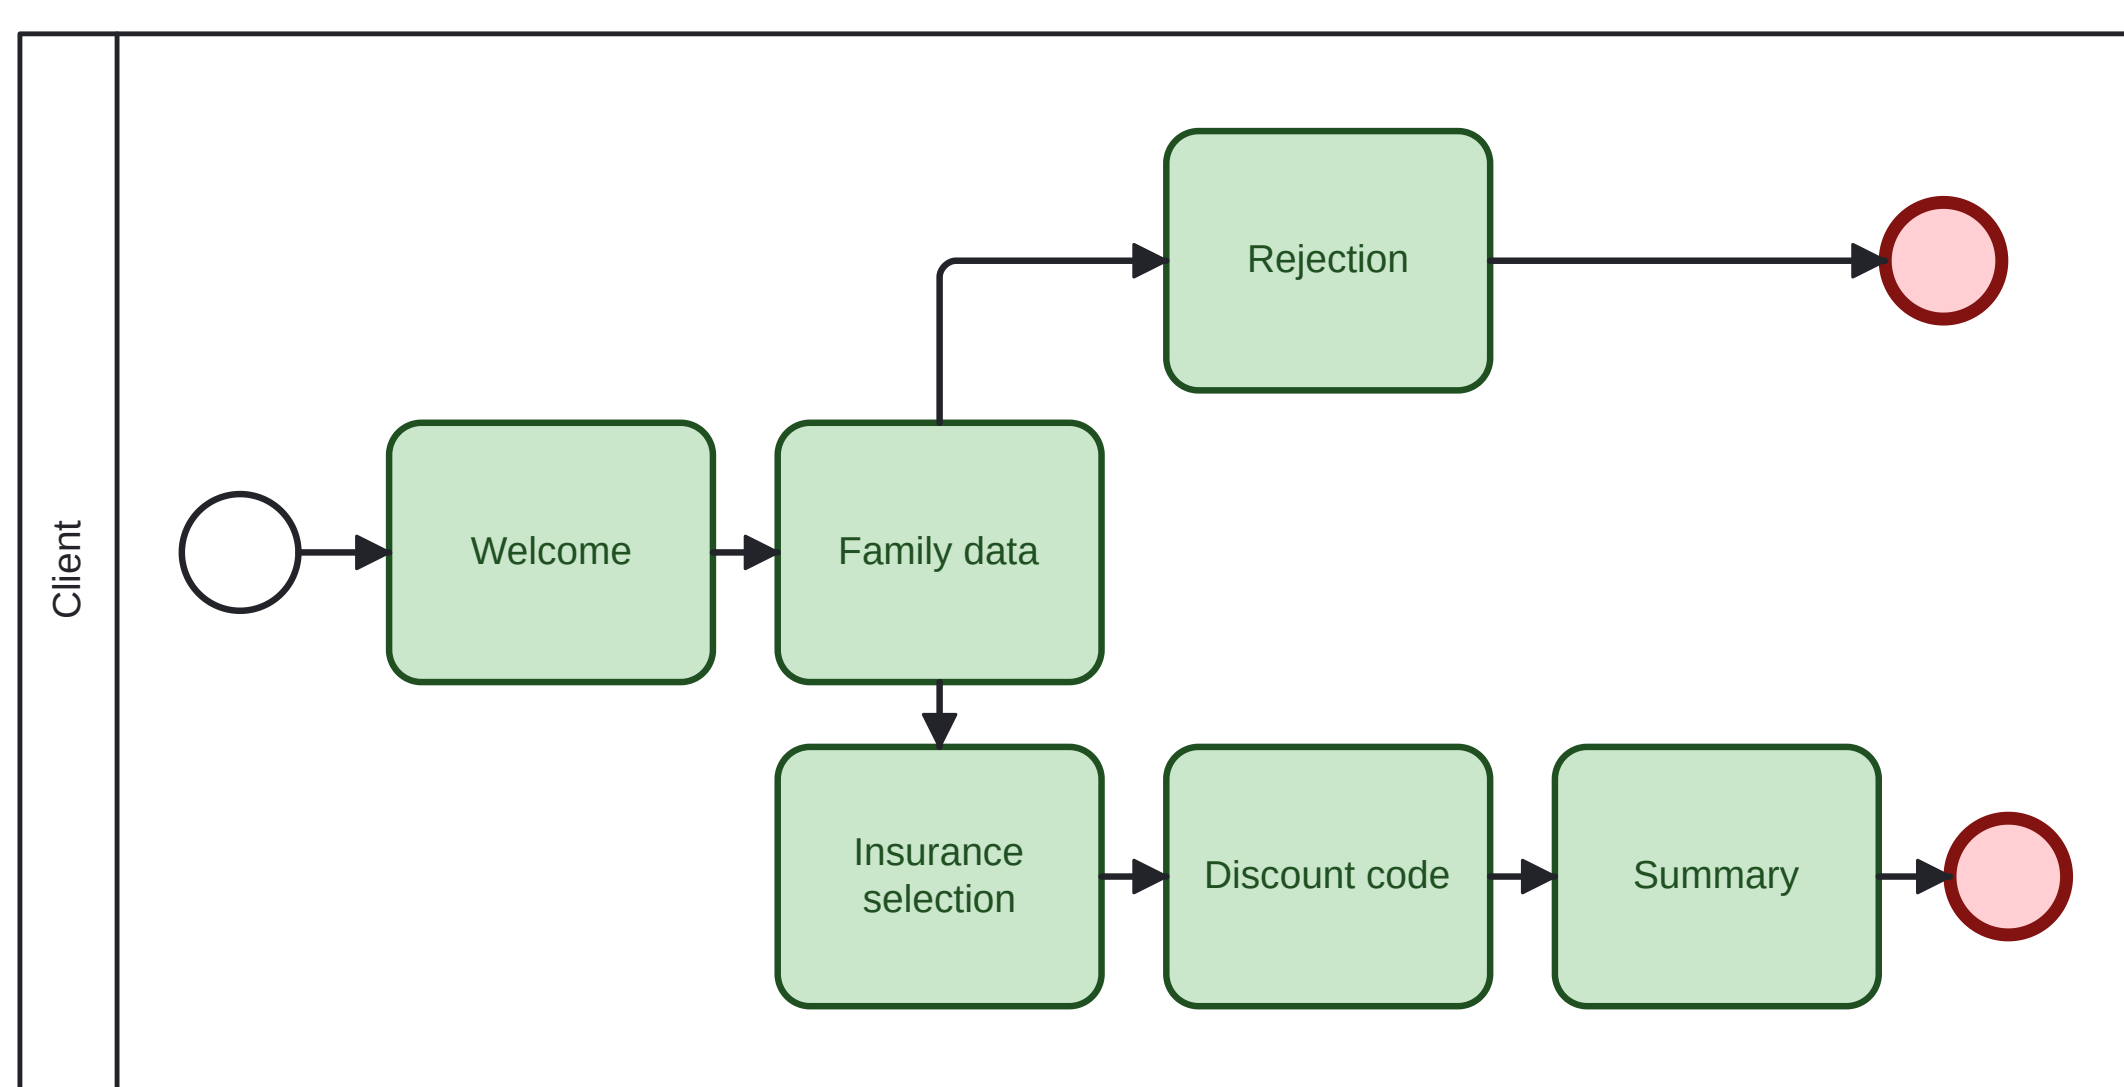 Client
Rejection
Welcome
Family data
Insurance
selection
Discount code
Summary